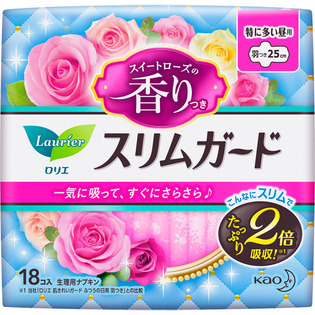 特に多い昼用
羽つき25cm
スイートローズの
香りつき
Laurier
ロリエ
スリムガード
一気に吸って、すぐにさらさら♪
こんなにスリムで
たっぷり2倍吸収!※1
18コ入 生理用ナプキン
※1 当社「ロリエ 肌きれいガード ふつうの日用 羽つき」との比較
KAO